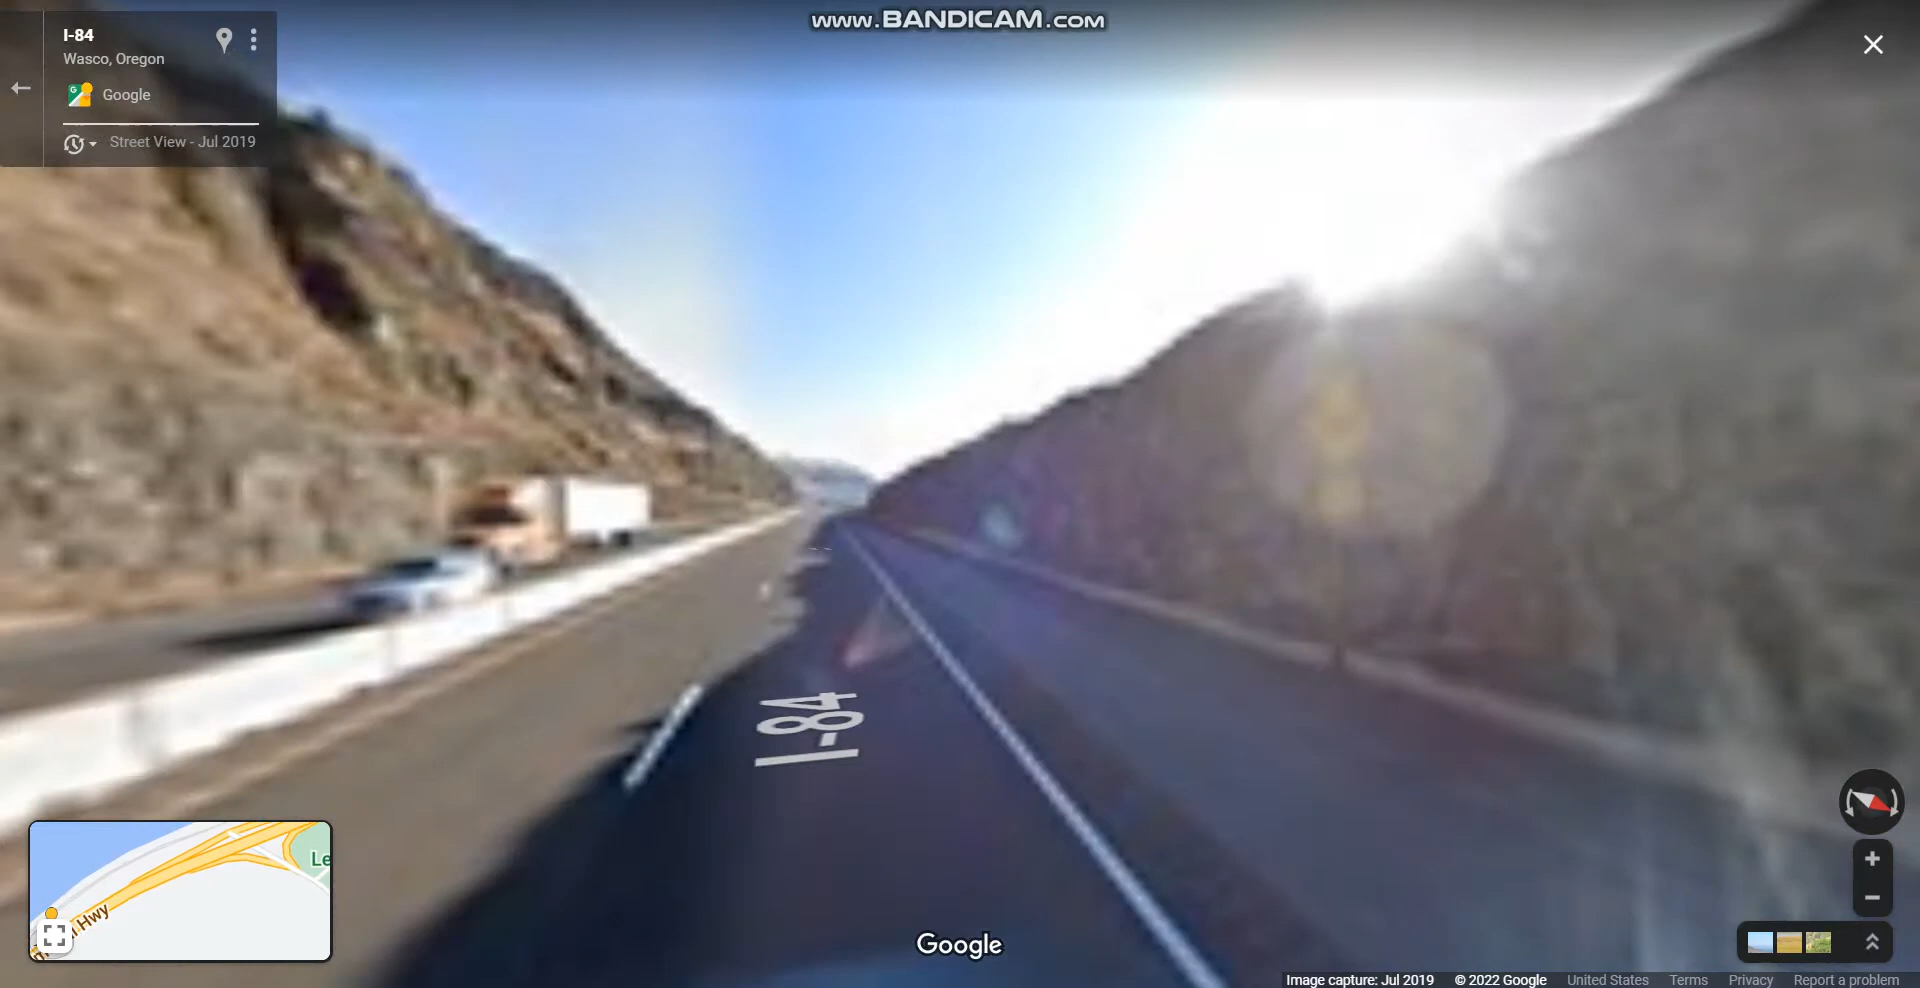 www.BANDICAM.com
I-84
Wasco, Oregon
Google
Street View - Jul 2019
I-84
Le
Hwy
Google
Image capture: Jul 2019 © 2022 Google United States Terms Privacy Report a problem